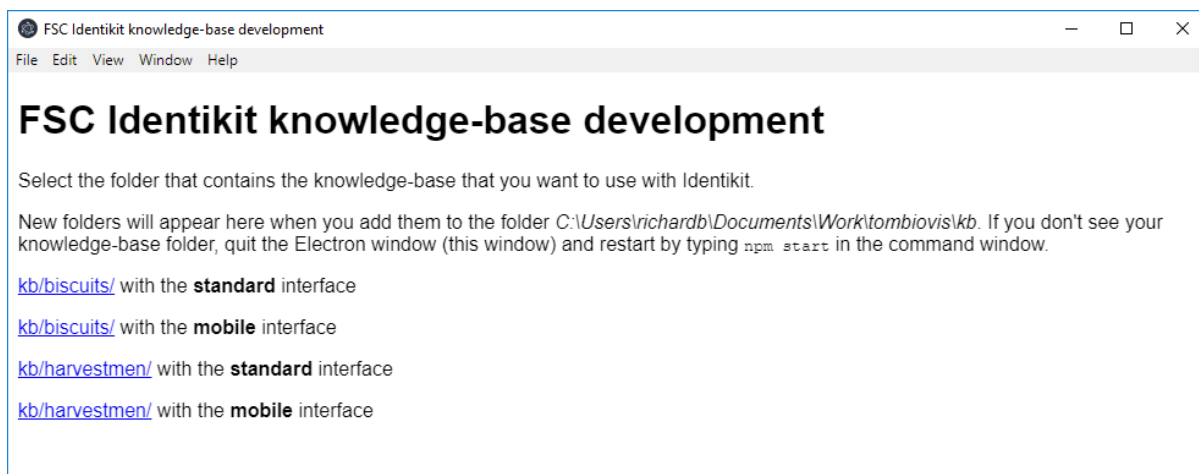 FSC Identikit knowledge-base development
File Edit View Window Help
FSC Identikit knowledge-base development
Select the folder that contains the knowledge-base that you want to use with Identikit.
New folders will appear here when you add them to the folder C:\Users\richardb\Documents\Work\tombiovis\kb. If you don't see your
knowledge-base folder, quit the Electron window (this window) and restart by typing npm start in the command window.
kb/biscuits/ with the standard interface
kb/biscuits/ with the mobile interface
kb/harvestmen/ with the standard interface
kb/harvestmen/ with the mobile interface